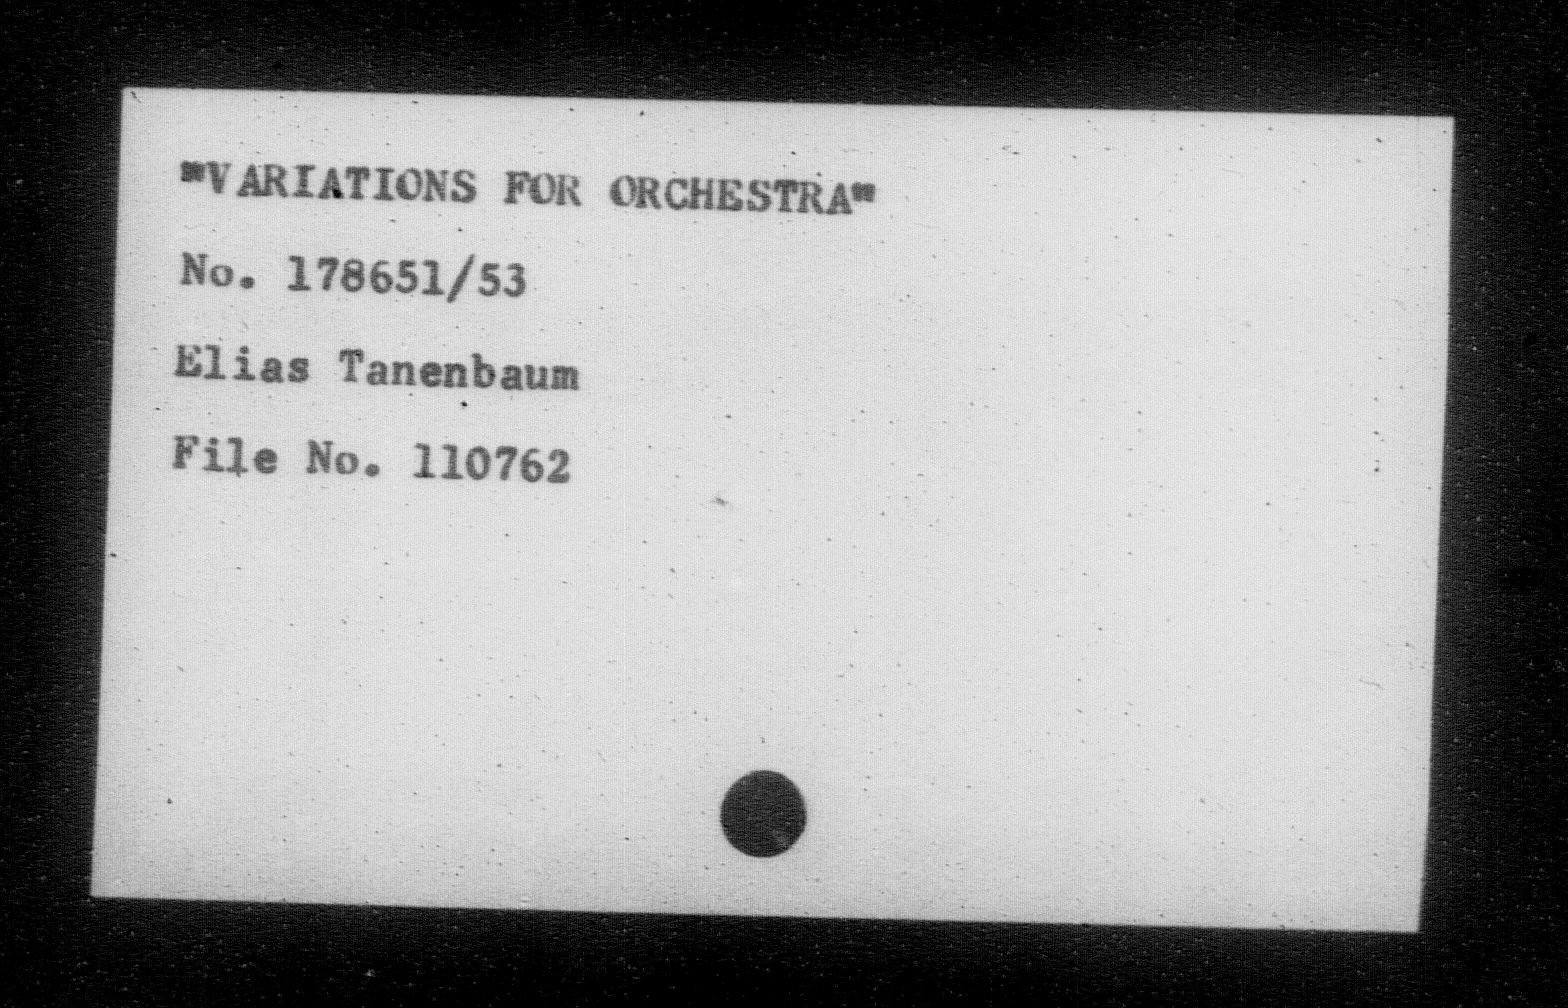 "VARIATIONS FOR ORCHESTRA"
No. 178651/53
Elias Tanenbaum
File No. 110762